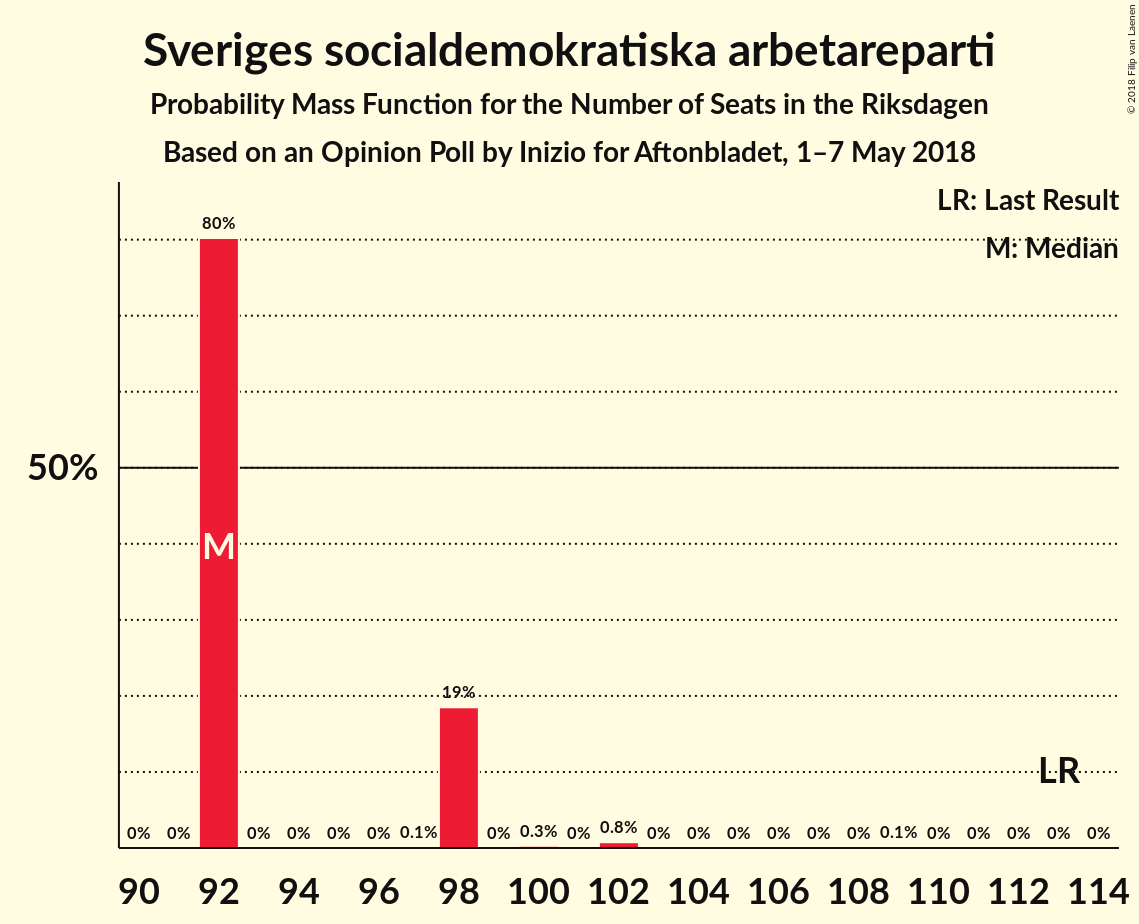 Sveriges socialdemokratiska arbetareparti
Probability Mass Function for the Number of Seats in the Riksdagen
Based on an Opinion Poll by Inizio for Aftonbladet, 1–7 May 2018
© 2018 Filip van Laenen
LR: Last Result
M: Median
80%
50%
M
19%
LR
0% 0% 0% 0% 0% 0% 0.1% 0% 0.3% 0% 0.8% 0% 0% 0% 0% 0% 0% 0.1% 0% 0% 0% 0% 0%
90 92 94 96 98 100 102 104 106 108 110 112 114